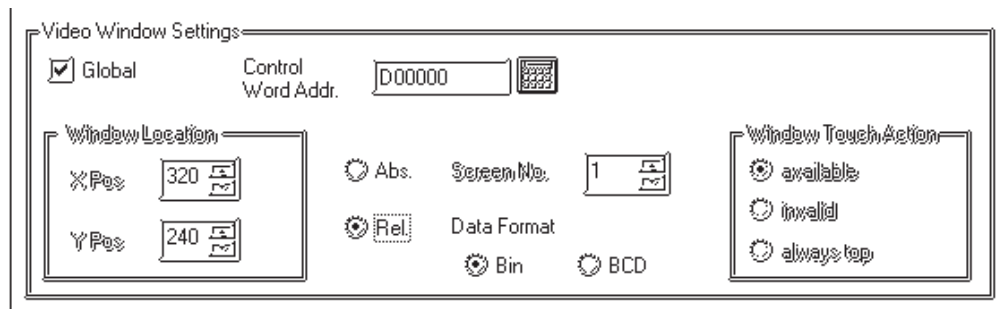 Video Window Settings
Global
Control
Word Addr.
D00000
Window Location
X Pos
320
Y Pos
240
Abs.
Rel.
Screen No.
1
Data Format
Bin
BCD
Window Touch Action
available
invalid
always top